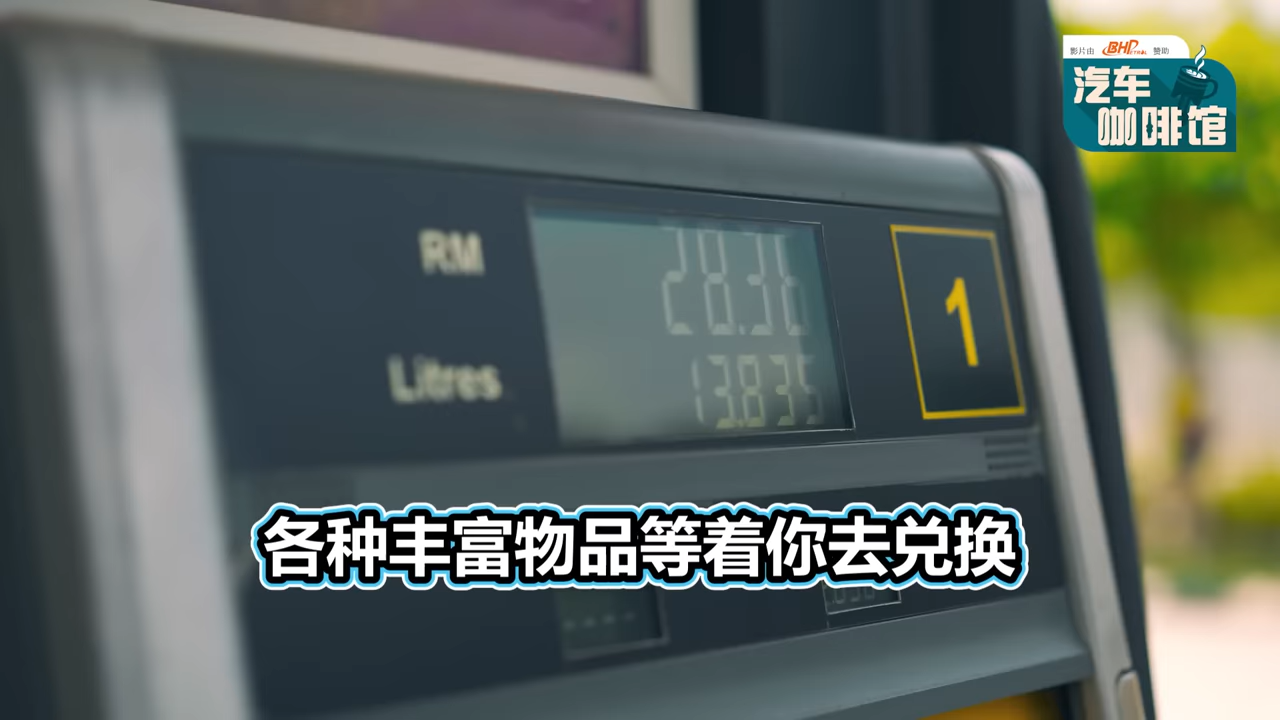 影片由 BHPETROL 赞助
汽车
咖啡馆
RM 28.36
Litres 13.835
1
各种丰富物品等着你去兑换